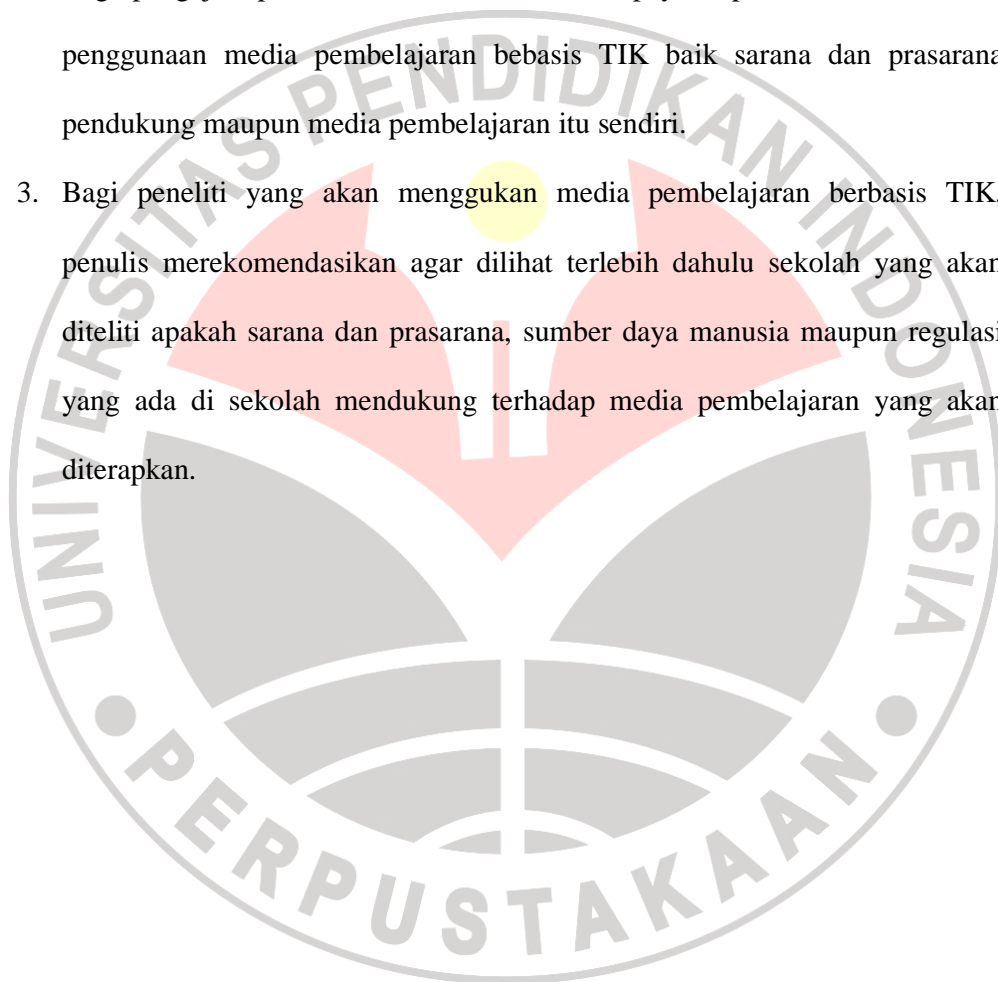 penggunaan media pembelajaran bebasis TIK baik sarana dan prasarana
pendukung maupun media pembelajaran itu sendiri.
3. Bagi peneliti yang akan menggukan media pembelajaran berbasis TIK,
penulis merekomendasikan agar dilihat terlebih dahulu sekolah yang akan
diteliti apakah sarana dan prasarana, sumber daya manusia maupun regulasi
yang ada di sekolah mendukung terhadap media pembelajaran yang akan
diterapkan.
UNIVERSITAS PENDIDIKAN INDONESIA
PERPUSTAKAAN